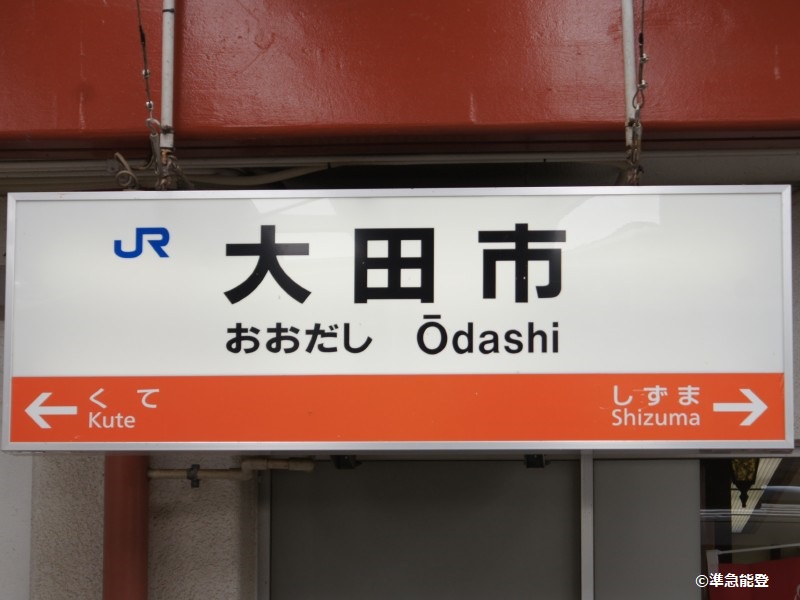 JR 大田市
おおだし Ōdashi
くて しずま
Kute Shizuma
©準急能登